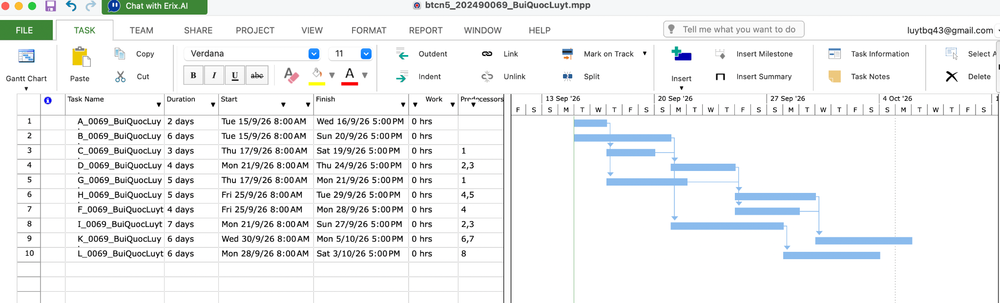 Chat with Erix.AI
btcn5_202490069_BuiQuocLuyt.mpp
FILE TASK TEAM SHARE PROJECT VIEW FORMAT REPORT WINDOW HELP Tell me what you want to do luytbq43@gmail.com
Copy Verdana 11 Outdent Link Mark on Track Insert Milestone Task Information Select A
Gantt Chart Paste Cut B I U abc A A Indent Unlink Split Insert Insert Summary Task Notes Delete
Task Name Duration Start Finish Work Predecessors 13 Sep '26 20 Sep '26 27 Sep '26 4 Oct '26 1
F S S M T W T F S S M T W T F S S M T W T F S S M T W T F S
1 A_0069_BuiQuocLuy 2 days Tue 15/9/26 8:00 AM Wed 16/9/26 5:00 PM 0 hrs
2 B_0069_BuiQuocLuy 6 days Tue 15/9/26 8:00 AM Sun 20/9/26 5:00 PM 0 hrs
3 C_0069_BuiQuocLuy 3 days Thu 17/9/26 8:00 AM Sat 19/9/26 5:00 PM 0 hrs 1
4 D_0069_BuiQuocLuy 4 days Mon 21/9/26 8:00 AM Thu 24/9/26 5:00 PM 0 hrs 2,3
5 G_0069_BuiQuocLuy 5 days Thu 17/9/26 8:00 AM Mon 21/9/26 5:00 PM 0 hrs 1
6 H_0069_BuiQuocLuy 5 days Fri 25/9/26 8:00 AM Tue 29/9/26 5:00 PM 0 hrs 4,5
7 F_0069_BuiQuocLuyt 4 days Fri 25/9/26 8:00 AM Mon 28/9/26 5:00 PM 0 hrs 4
8 I_0069_BuiQuocLuyt 7 days Mon 21/9/26 8:00 AM Sun 27/9/26 5:00 PM 0 hrs 2,3
9 K_0069_BuiQuocLuy 6 days Wed 30/9/26 8:00 AM Mon 5/10/26 5:00 PM 0 hrs 6,7
10 L_0069_BuiQuocLuyt 6 days Mon 28/9/26 8:00 AM Sat 3/10/26 5:00 PM 0 hrs 8